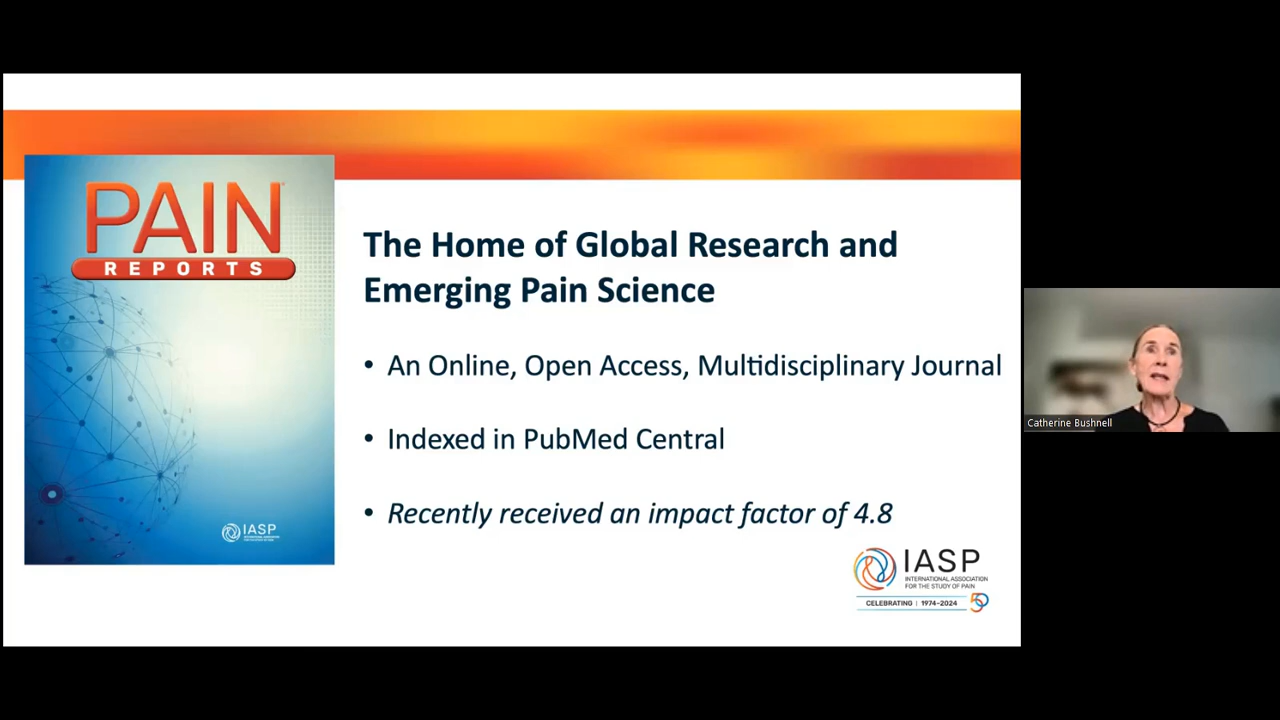 PAIN
REPORTS
IASP
The Home of Global Research and
Emerging Pain Science
• An Online, Open Access, Multidisciplinary Journal
• Indexed in PubMed Central
• Recently received an impact factor of 4.8
IASP
INTERNATIONAL ASSOCIATION
FOR THE STUDY OF PAIN
CELEBRATING | 1974-2024 50
Catherine Bushnell